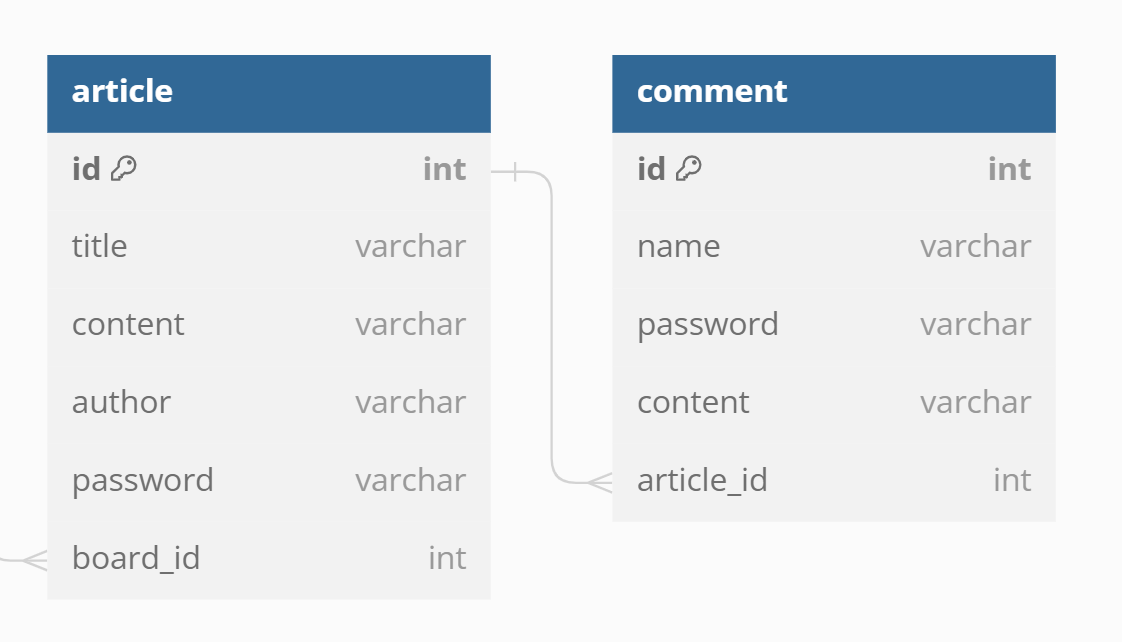 article
id int
title varchar
content varchar
author varchar
password varchar
board_id int
comment
id int
name varchar
password varchar
content varchar
article_id int